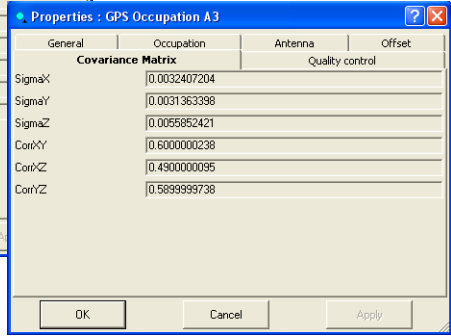 Properties : GPS Occupation A3
General Occupation Antenna Offset
Covariance Matrix Quality control
SigmaX 0.0032407204
SigmaY 0.0031363398
SigmaZ 0.0055852421
CorrXY 0.6000000238
CorrXZ 0.4900000095
CorrYZ 0.5899999738
OK Cancel Apply